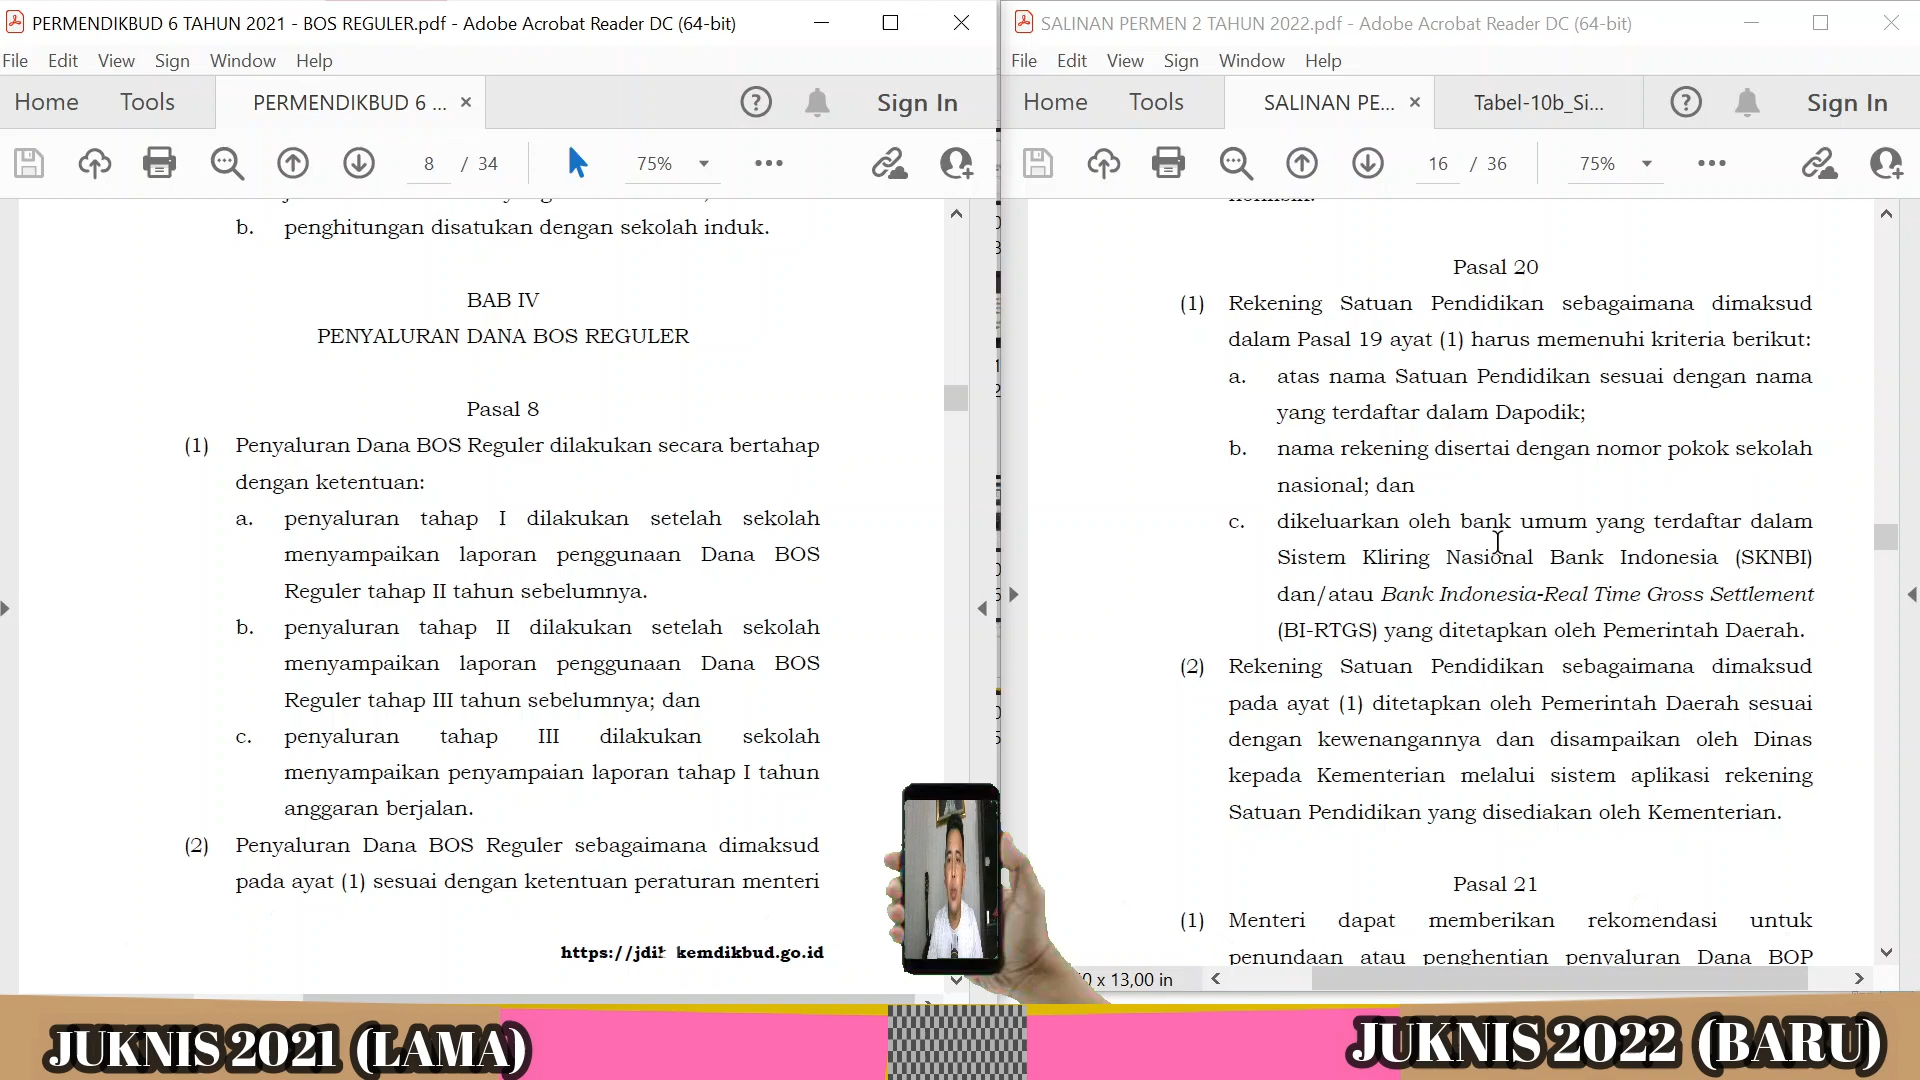 PERMENDIKBUD 6 TAHUN 2021 - BOS REGULER.pdf - Adobe Acrobat Reader DC (64-bit)
File Edit View Sign Window Help
Home Tools PERMENDIKBUD 6 ... × Sign In
8 / 34 75%
b. penghitungan disatukan dengan sekolah induk.
BAB IV
PENYALURAN DANA BOS REGULER
Pasal 8
(1) Penyaluran Dana BOS Reguler dilakukan secara bertahap
dengan ketentuan:
a. penyaluran tahap I dilakukan setelah sekolah
menyampaikan laporan penggunaan Dana BOS
Reguler tahap II tahun sebelumnya.
b. penyaluran tahap II dilakukan setelah sekolah
menyampaikan laporan penggunaan Dana BOS
Reguler tahap III tahun sebelumnya; dan
c. penyaluran tahap III dilakukan sekolah
menyampaikan penyampaian laporan tahap I tahun
anggaran berjalan.
(2) Penyaluran Dana BOS Reguler sebagaimana dimaksud
pada ayat (1) sesuai dengan ketentuan peraturan menteri
kemdikbud.go.id
SALINAN PERMEN 2 TAHUN 2022.pdf - Adobe Acrobat Reader DC (64-bit)
File Edit View Sign Window Help
Home Tools SALINAN PE... × Tabel-10b_Si... Sign In
16 / 36 75%
Pasal 20
(1) Rekening Satuan Pendidikan sebagaimana dimaksud
dalam Pasal 19 ayat (1) harus memenuhi kriteria berikut:
a. atas nama Satuan Pendidikan sesuai dengan nama
yang terdaftar dalam Dapodik;
b. nama rekening disertai dengan nomor pokok sekolah
nasional; dan
c. dikeluarkan oleh bank umum yang terdaftar dalam
Sistem Kliring Nasional Bank Indonesia (SKNBI)
dan/atau Bank Indonesia-Real Time Gross Settlement
(BI-RTGS) yang ditetapkan oleh Pemerintah Daerah.
(2) Rekening Satuan Pendidikan sebagaimana dimaksud
pada ayat (1) ditetapkan oleh Pemerintah Daerah sesuai
dengan kewenangannya dan disampaikan oleh Dinas
kepada Kementerian melalui sistem aplikasi rekening
Satuan Pendidikan yang disediakan oleh Kementerian.
Pasal 21
(1) Menteri dapat memberikan rekomendasi untuk
penundaan atau penghentian penyaluran Dana BOP
x 13,00 in
JUKNIS 2021 (LAMA)
JUKNIS 2022 (BARU)